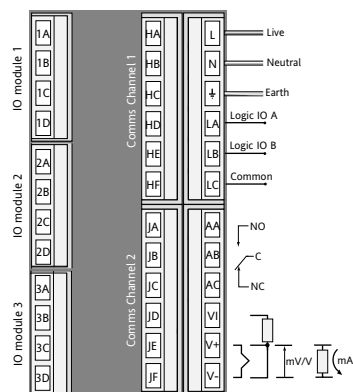 IO module 1
1A
1B
1C
1D
IO module 2
2A
2B
2C
2D
IO module 3
3A
3B
3C
3D
Comms Channel 1
HA
HB
HC
HD
HE
HF
Comms Channel 2
JA
JB
JC
JD
JE
JF
L
Live
N
Neutral
Earth
LA
Logic IO A
LB
Logic IO B
LC
Common
AA
NO
AB
C
AC
NC
VI
V+
V-
mV/V
mA